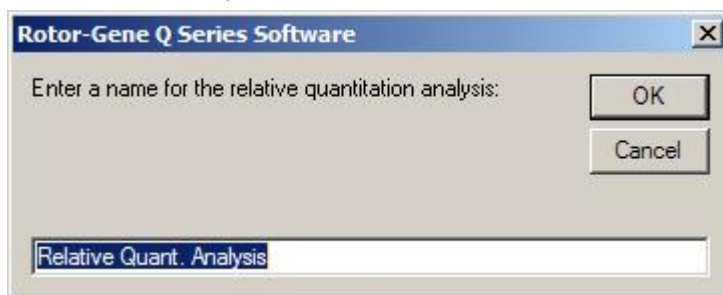 Rotor-Gene Q Series Software
Enter a name for the relative quantitation analysis:
OK
Cancel
Relative Quant. Analysis